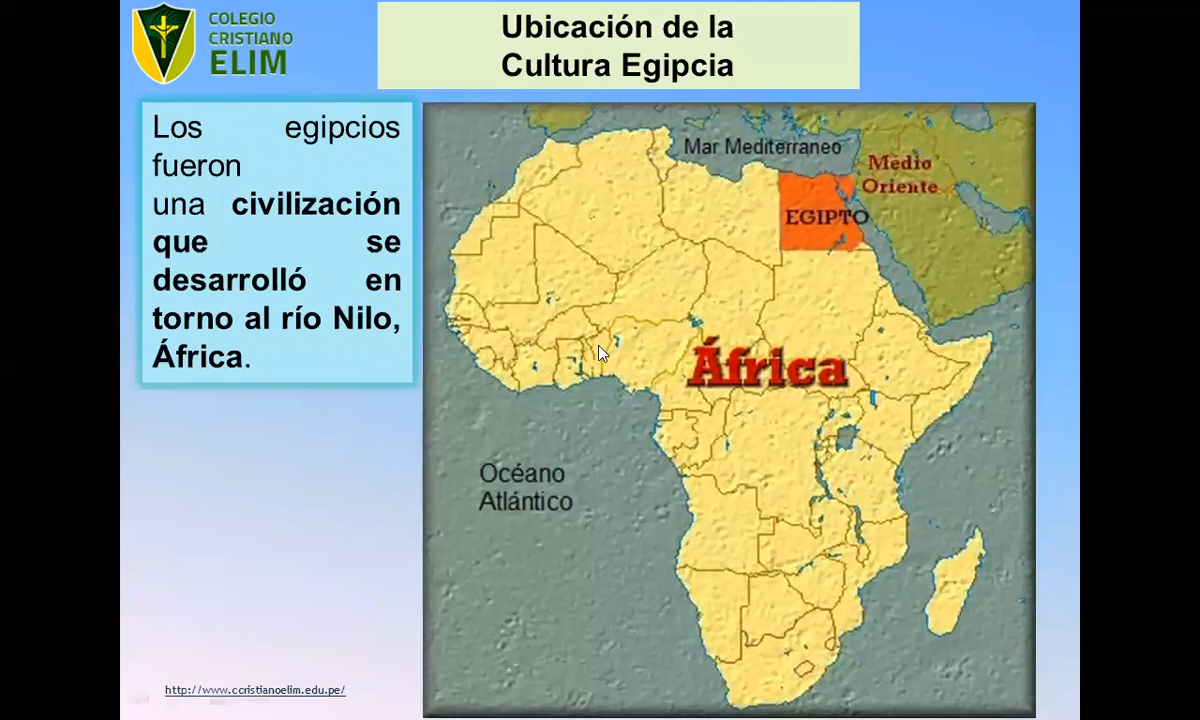 COLEGIO
CRISTIANO
ELIM
Ubicación de la
Cultura Egipcia
Los egipcios
fueron
una civilización
que se
desarrolló en
torno al río Nilo,
África.
Mar Mediterraneo
Medio
Oriente
EGIPTO
África
Océano
Atlántico
http://www.ccristianoelim.edu.pe/